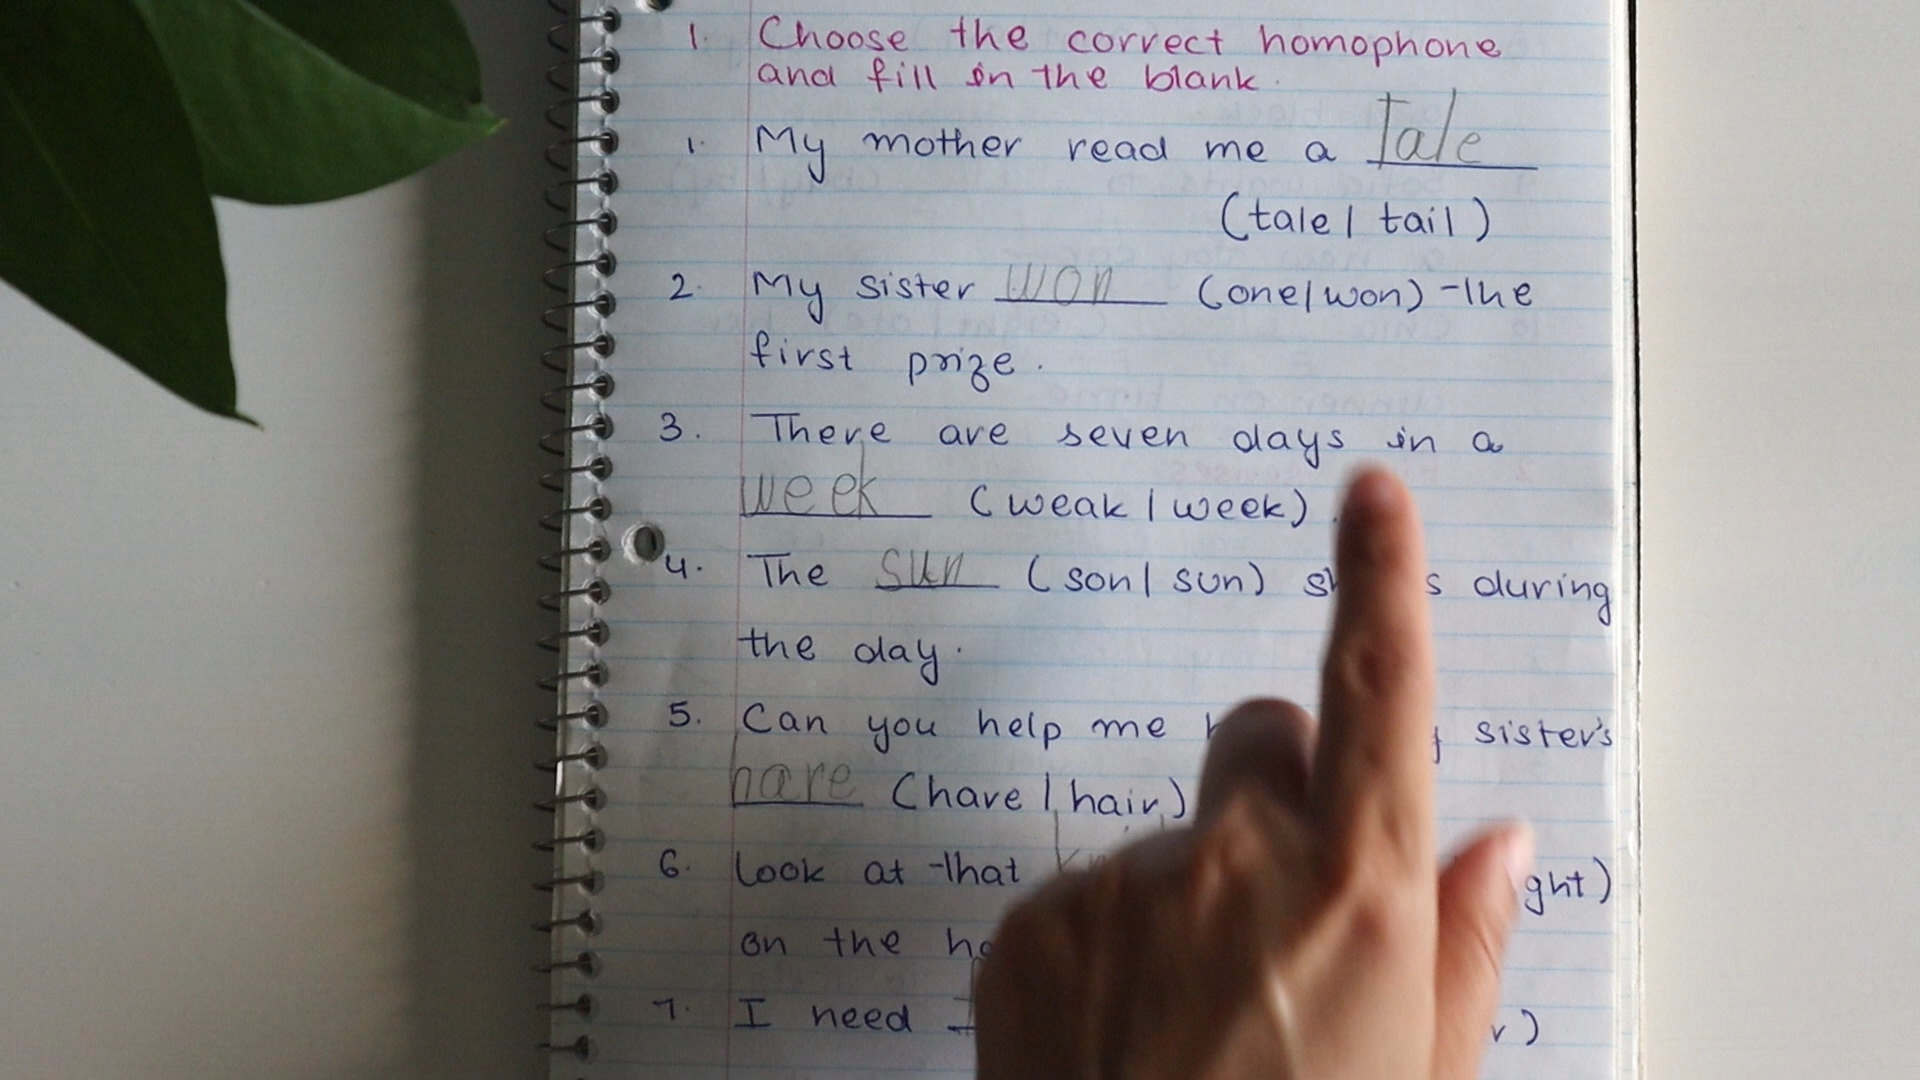 1. Choose the correct homophone
and fill in the blank.
1. My mother read me a Tale
(tale/tail)
2. My sister won (one/won) the
first prize.
3. There are seven days in a
week (weak/week).
4. The sun (son/sun) during
the day.
5. Can you help me sister's
hare (hare/hair)
6. Look at that
on the
7. I need